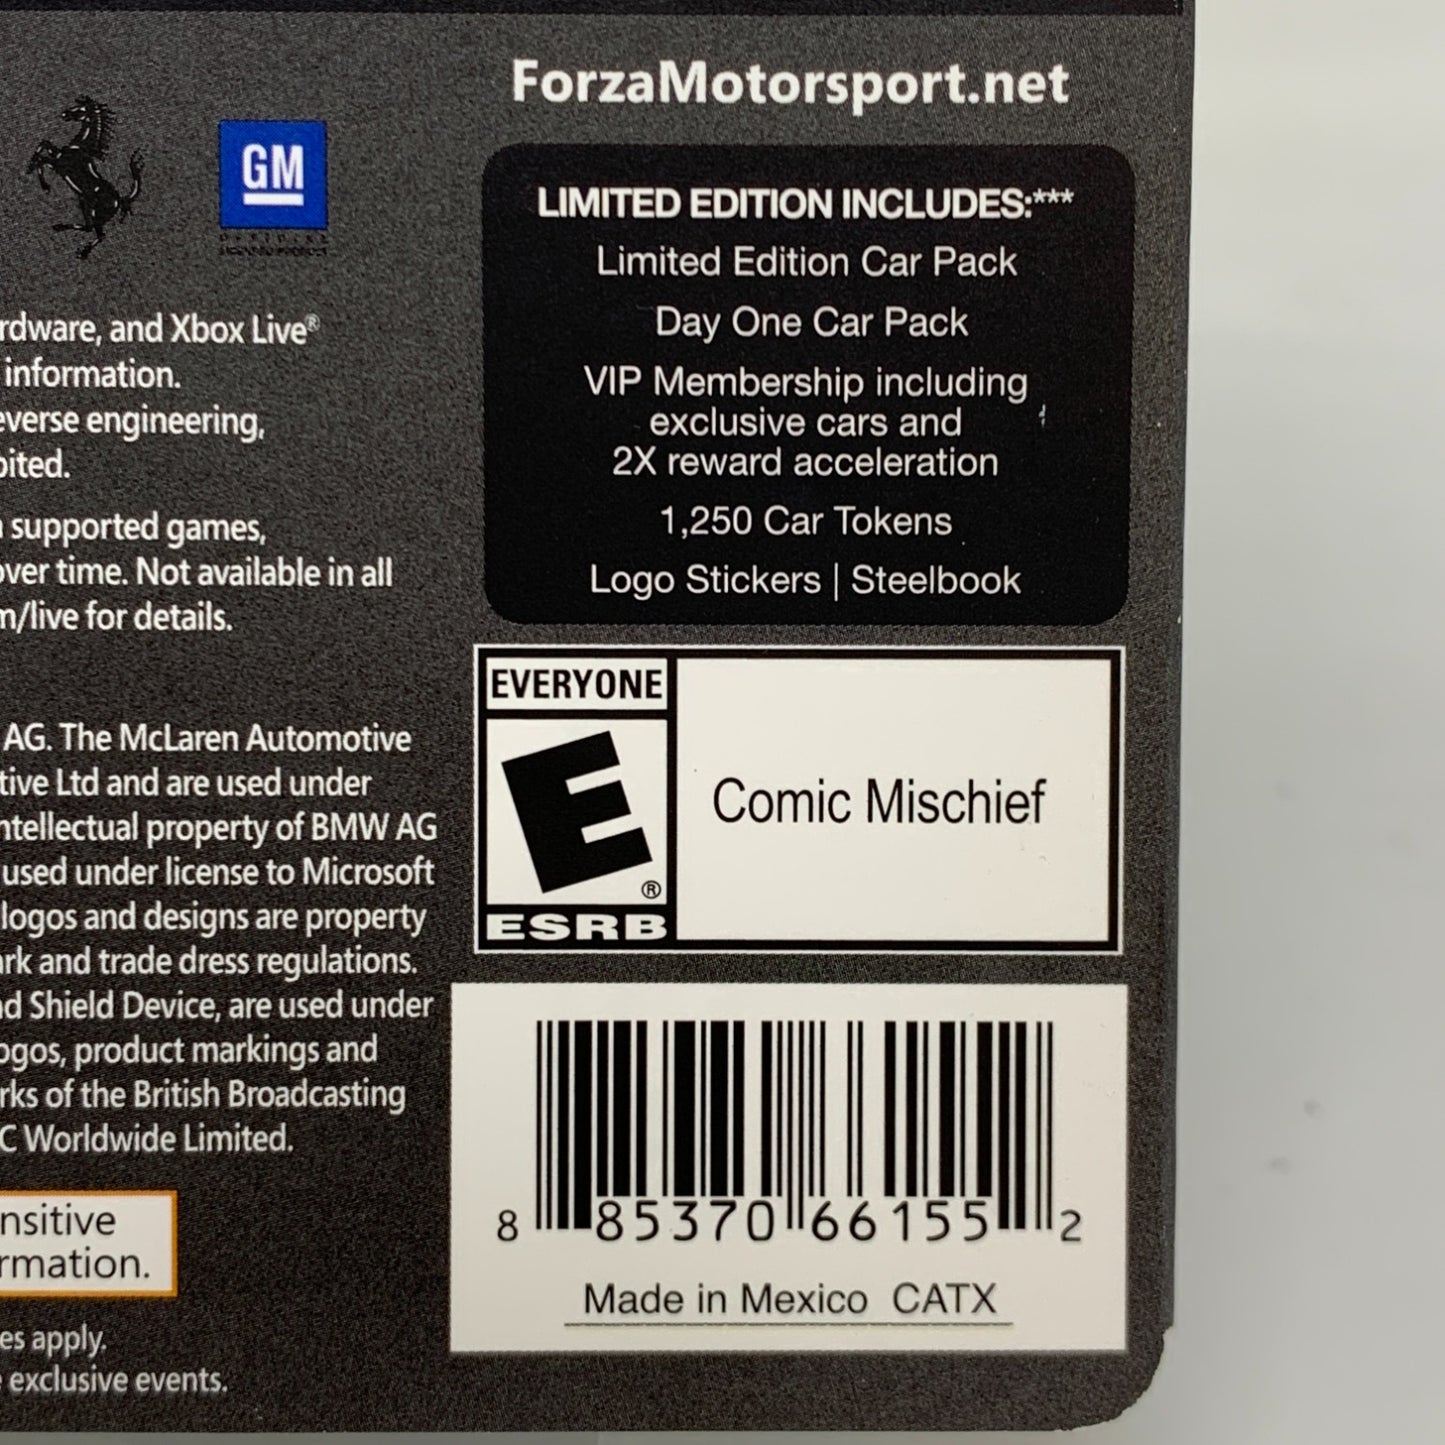 ForzaMotorsport.net
GM
LIMITED EDITION INCLUDES:***
Limited Edition Car Pack
Day One Car Pack
VIP Membership including
exclusive cars and
2X reward acceleration
1,250 Car Tokens
Logo Stickers | Steelbook
rdware, and Xbox Live®
information.
everse engineering,
bited.
supported games,
over time. Not available in all
m/live for details.
AG. The McLaren Automotive
tive Ltd and are used under
ntellectual property of BMW AG
used under license to Microsoft
logos and designs are property
ark and trade dress regulations.
nd Shield Device, are used under
ogos, product markings and
rks of the British Broadcasting
C Worldwide Limited.
nsitive
rmation.
es apply.
exclusive events.
EVERYONE
E®
ESRB
Comic Mischief
8 85370 66155 2
Made in Mexico CATX